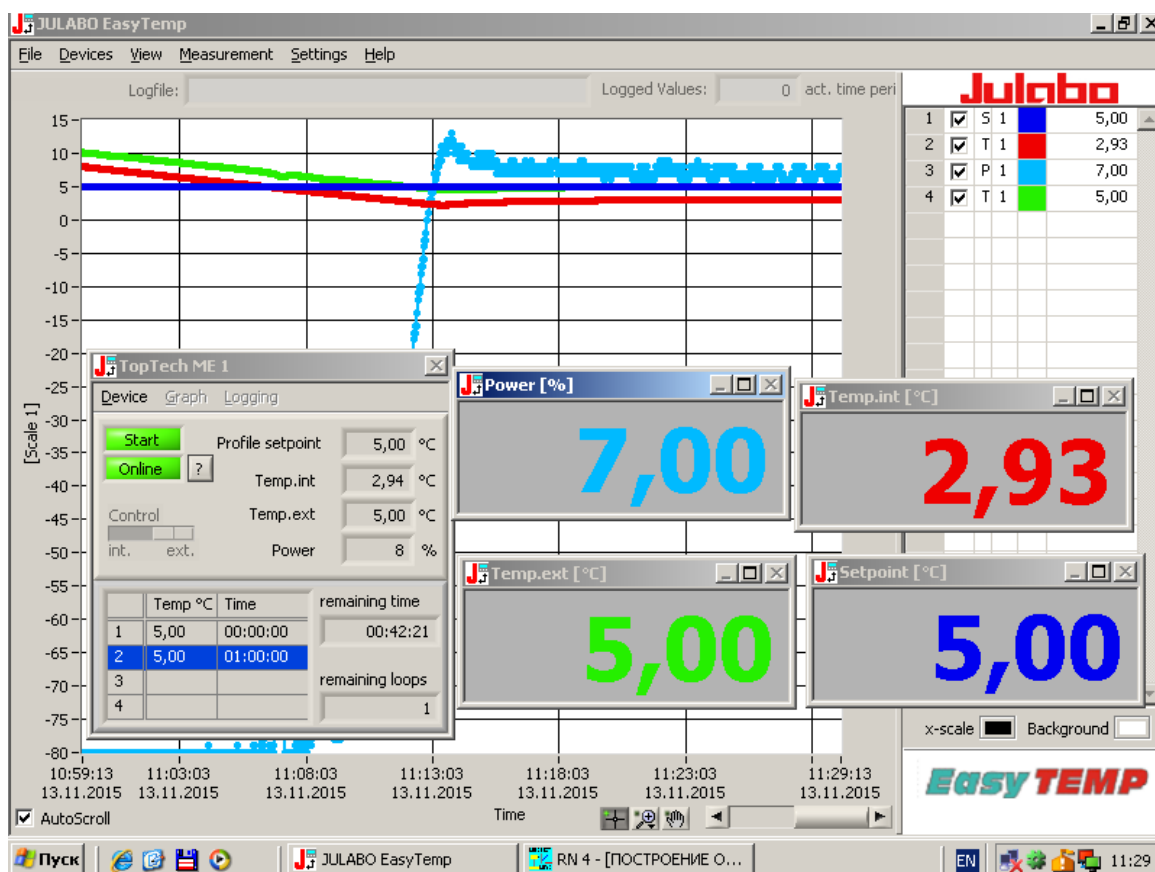 JULABO EasyTemp
File Devices View Measurement Settings Help
Logfile: Logged Values: 0 act. time peri
Julabo
1 S 1 5,00
2 T 1 2,93
3 P 1 7,00
4 T 1 5,00
[Scale 1]
15
10
5
0
-5
-10
-15
-20
-25
-30
-35
-40
-45
-50
-55
-60
-65
-70
-75
-80
10:59:13 11:03:03 11:08:03 11:13:03 11:18:03 11:23:03 11:29:13
13.11.2015 13.11.2015 13.11.2015 13.11.2015 13.11.2015 13.11.2015 13.11.2015
Time
AutoScroll
TopTech ME 1
Device Graph Logging
Start Profile setpoint 5,00 °C
Online ? Temp.int 2,94 °C
Control Temp.ext 5,00 °C
int. ext. Power 8 %
Temp °C Time remaining time
1 5,00 00:00:00 00:42:21
2 5,00 01:00:00
3 remaining loops
4 1
Power [%]
7,00
Temp.int [°C]
2,93
Temp.ext [°C]
5,00
Setpoint [°C]
5,00
x-scale Background
Easy TEMP
Пуск JULABO EasyTemp RN 4 - [ПОСТРОЕНИЕ О... EN 11:29